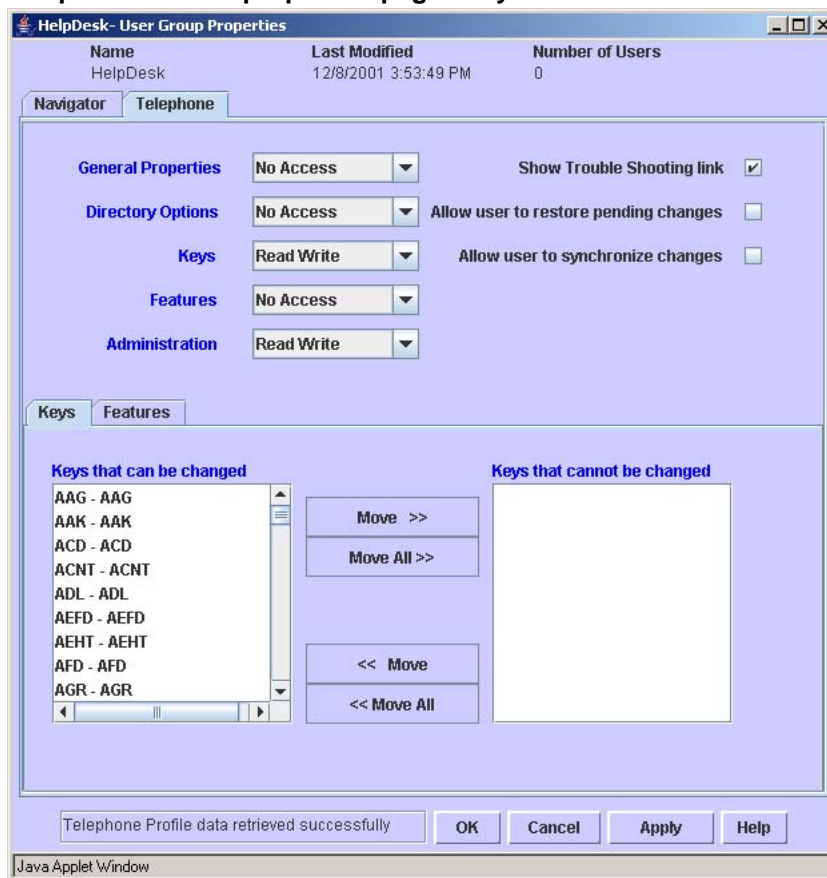 HelpDesk- User Group Properties
Name Last Modified Number of Users
HelpDesk 12/8/2001 3:53:49 PM 0
Navigator Telephone
General Properties No Access Show Trouble Shooting link
Directory Options No Access Allow user to restore pending changes
Keys Read Write Allow user to synchronize changes
Features No Access
Administration Read Write
Keys Features
Keys that can be changed Keys that cannot be changed
AAG - AAG
AAK - AAK
ACD - ACD
ACNT - ACNT
ADL - ADL
AEFD - AEFD
AEHT - AEHT
AFD - AFD
AGR - AGR
Move >>
Move All >>
<< Move
<< Move All
Telephone Profile data retrieved successfully OK Cancel Apply Help
Java Applet Window